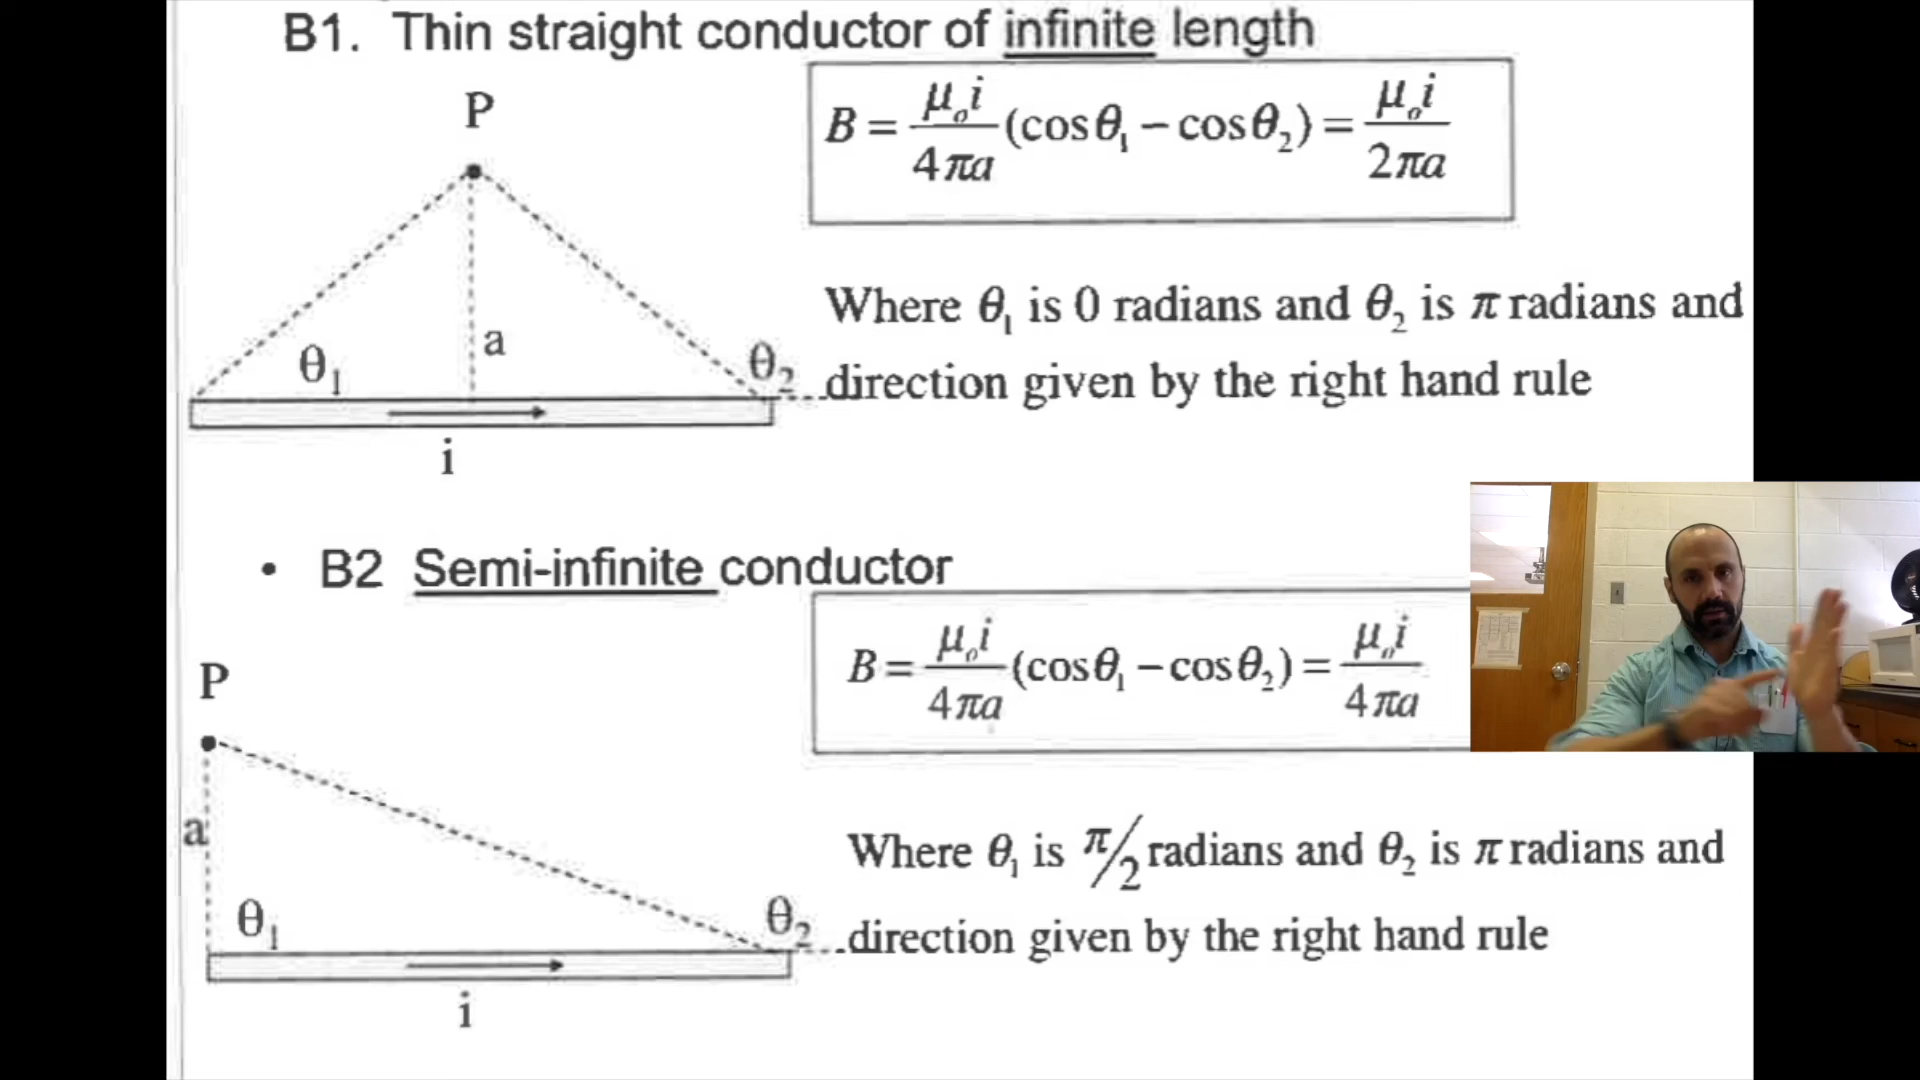 B1. Thin straight conductor of infinite length
P
B = μ₀i/4πa (cosθ₁ − cosθ₂) = μ₀i/2πa
a
θ₁
θ₂
i
Where θ₁ is 0 radians and θ₂ is π radians and
direction given by the right hand rule
• B2 Semi-infinite conductor
P
B = μ₀i/4πa (cosθ₁ − cosθ₂) = μ₀i/4πa
a
θ₁
θ₂
i
Where θ₁ is π/2 radians and θ₂ is π radians and
direction given by the right hand rule